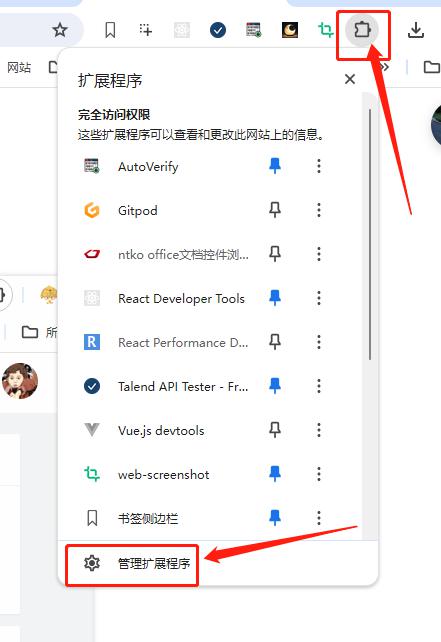 网站
扩展程序
完全访问权限
这些扩展程序可以查看和更改此网站上的信息。
AutoVerify
Gitpod
ntko office文档控件浏...
React Developer Tools
React Performance D...
Talend API Tester - Fr...
Vue.js devtools
web-screenshot
书签侧边栏
管理扩展程序
所